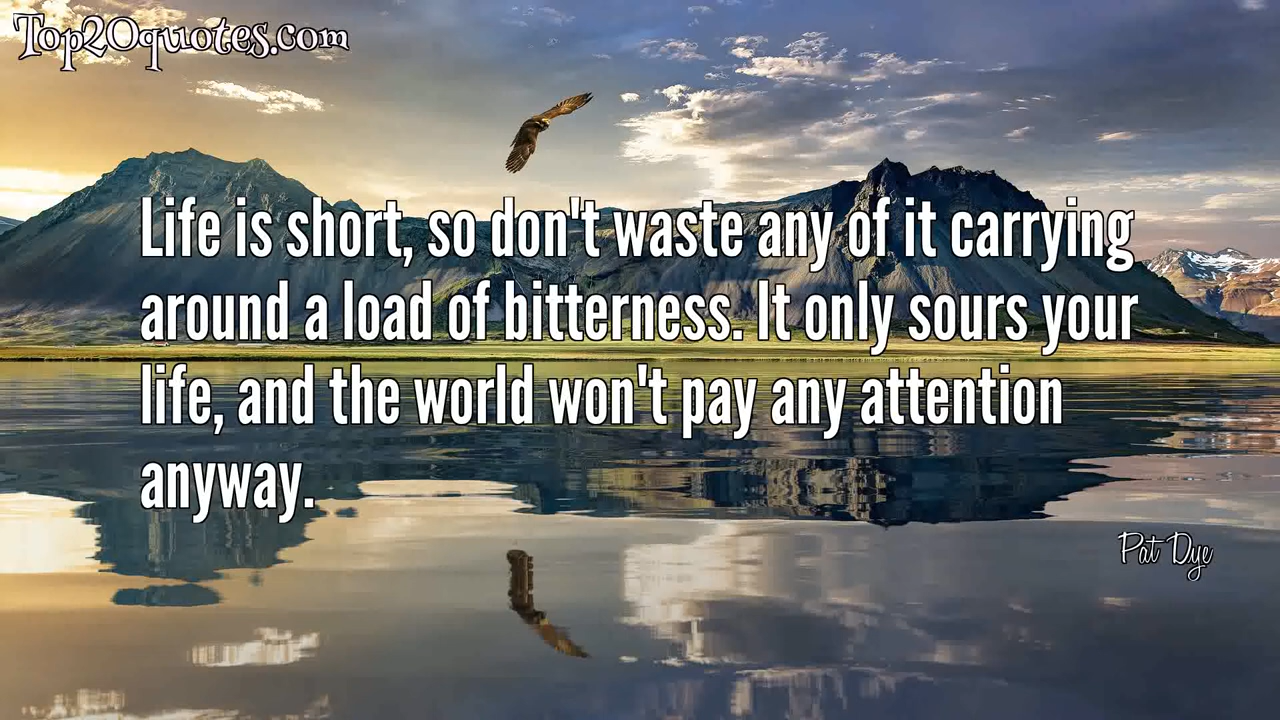 Top20quotes.com
Life is short, so don't waste any of it carrying
around a load of bitterness. It only sours your
life, and the world won't pay any attention
anyway.
Pat Dye